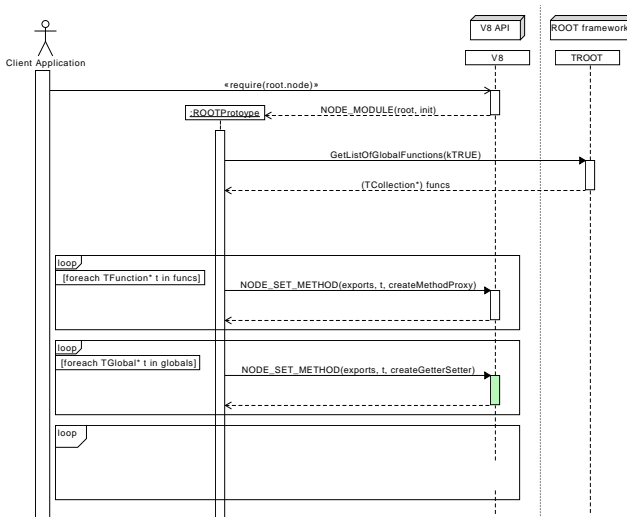 V8 API
ROOT framework
Client Application
V8
TROOT
«require(root.node)»
:ROOTProtoype
NODE_MODULE(root, init)
GetListOfGlobalFunctions(kTRUE)
(TCollection*) funcs
loop
[foreach TFunction* t in funcs]
NODE_SET_METHOD(exports, t, createMethodProxy)
loop
[foreach TGlobal* t in globals]
NODE_SET_METHOD(exports, t, createGetterSetter)
loop